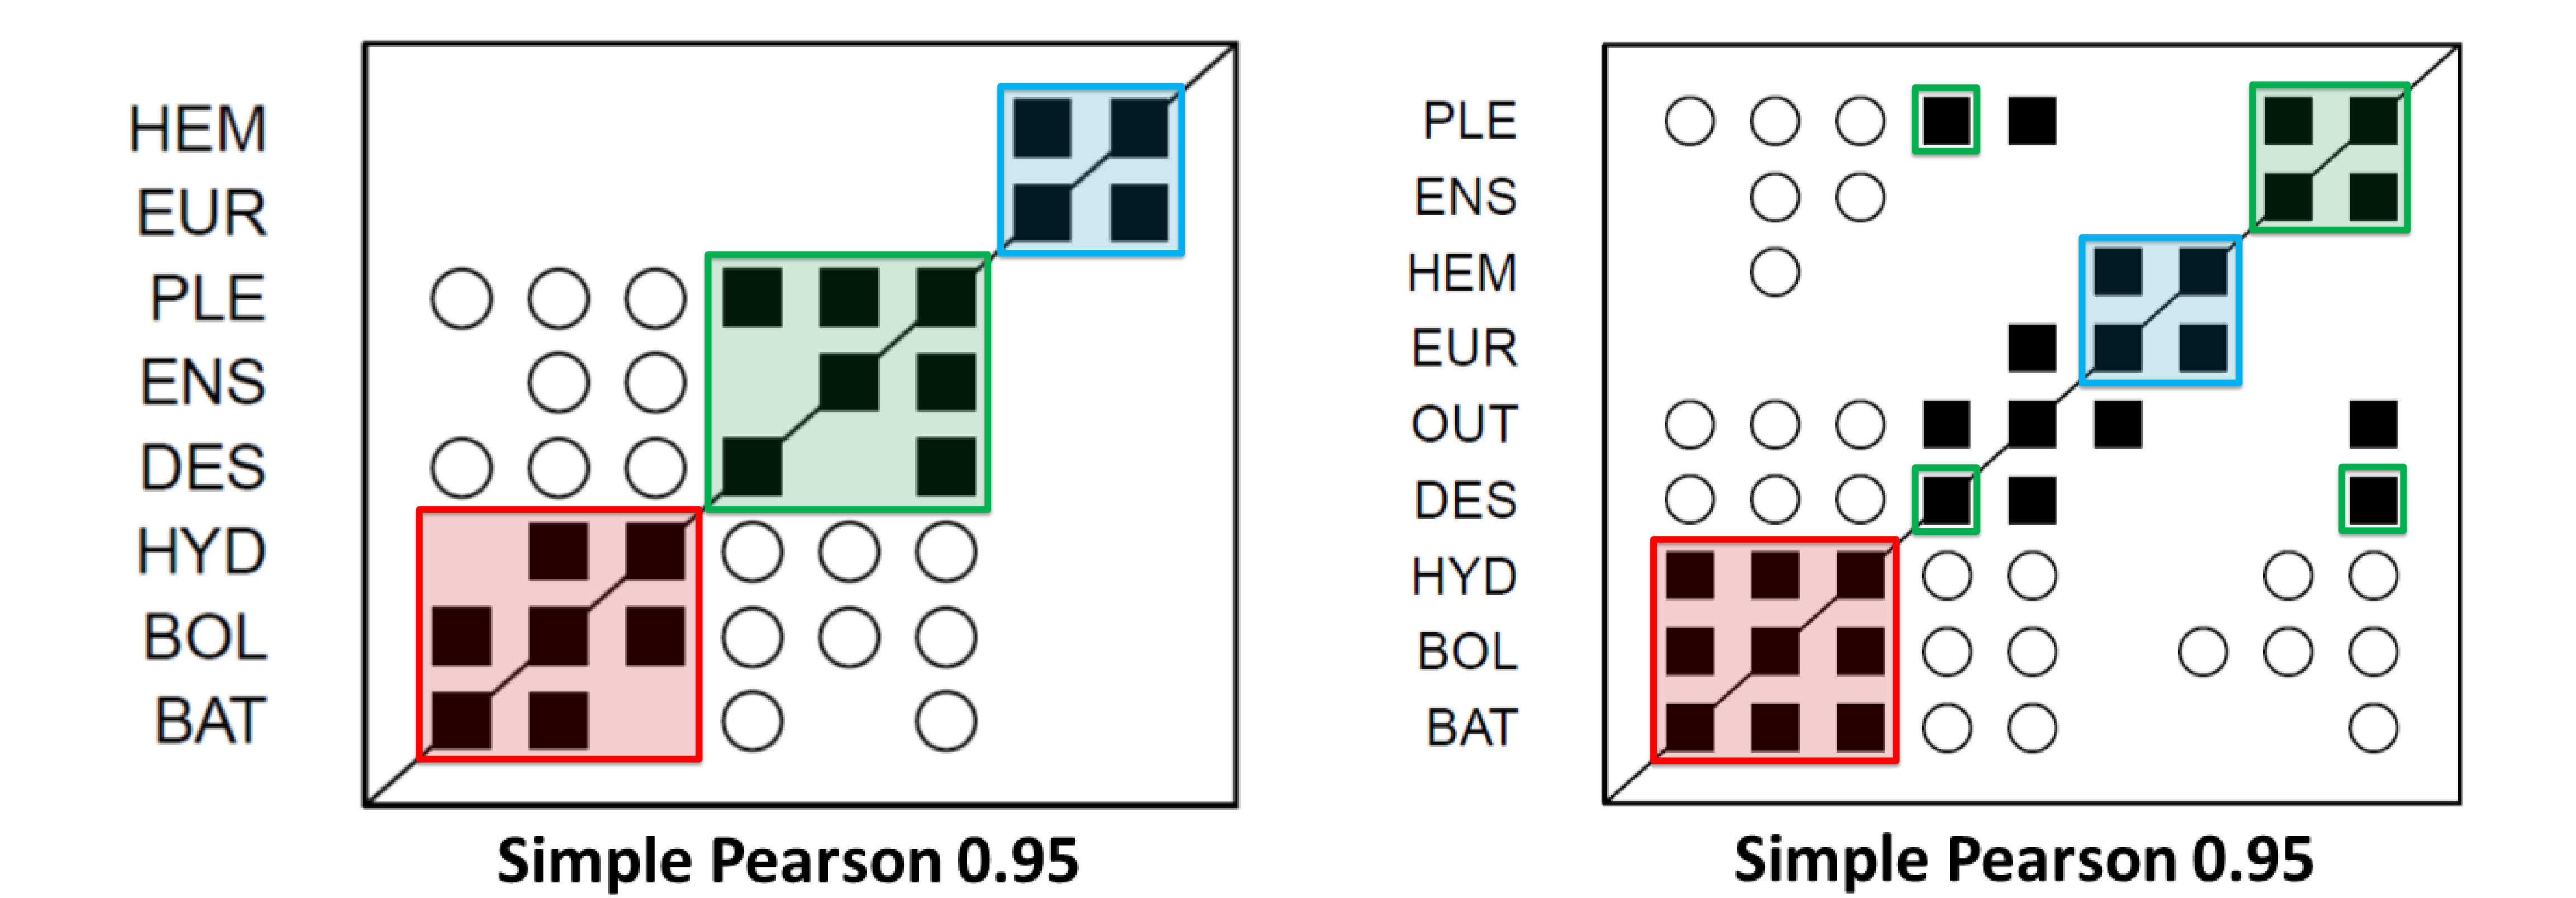 HEM
EUR
PLE
ENS
DES
HYD
BOL
BAT
Simple Pearson 0.95
PLE
ENS
HEM
EUR
OUT
DES
HYD
BOL
BAT
Simple Pearson 0.95